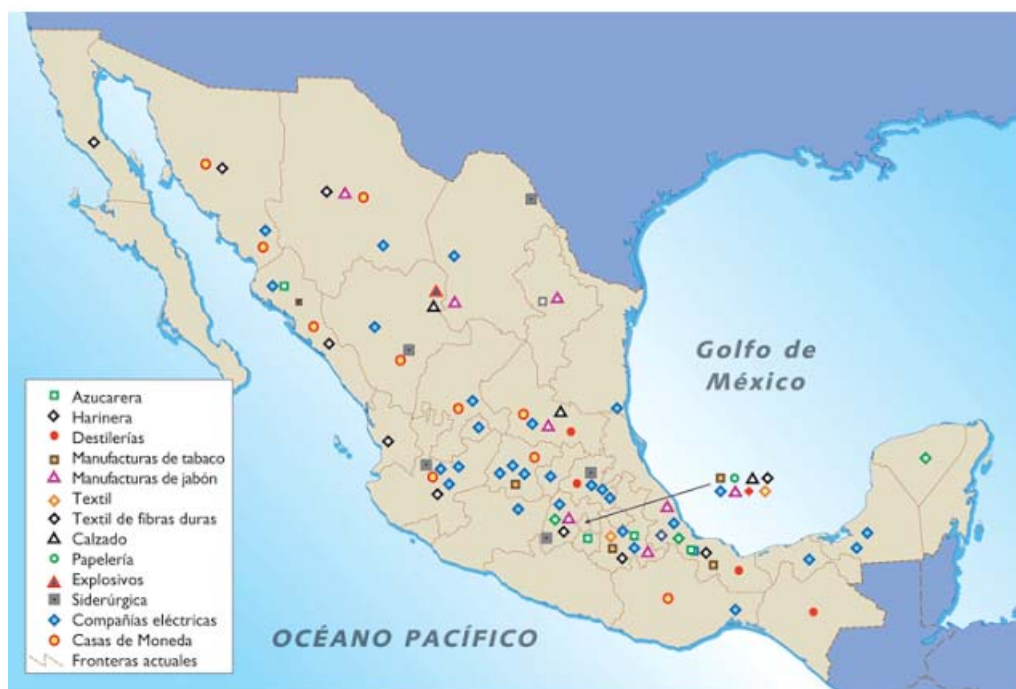 Golfo de
México
Azucarera
Harinera
Destilerías
Manufacturas de tabaco
Manufacturas de jabón
Textil
Textil de fibras duras
Calzado
Papelería
Explosivos
Siderúrgica
Compañías eléctricas
Casas de Moneda
Fronteras actuales
OCÉANO PACÍFICO